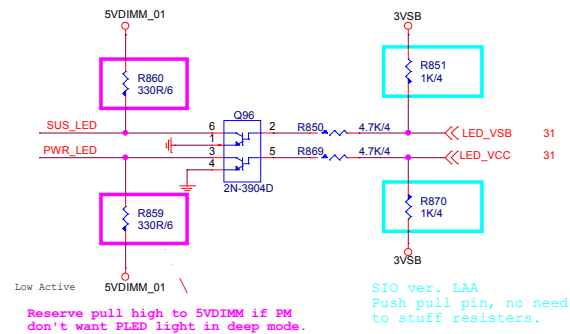 5VDIMM_01
3VSB
R860
330R/6
R851
1K/4
Q96
SUS_LED
6
2
R850
4.7K/4
LED_VSB
31
1
PWR_LED
3
5
R869
4.7K/4
LED_VCC
31
4
2N-3904D
R859
330R/6
R870
1K/4
3VSB
Low Active
5VDIMM_01
SIO ver. LAA
Push pull pin, no need
to stuff resisters.
Reserve pull high to 5VDIMM if PM
don't want PLED light in deep mode.